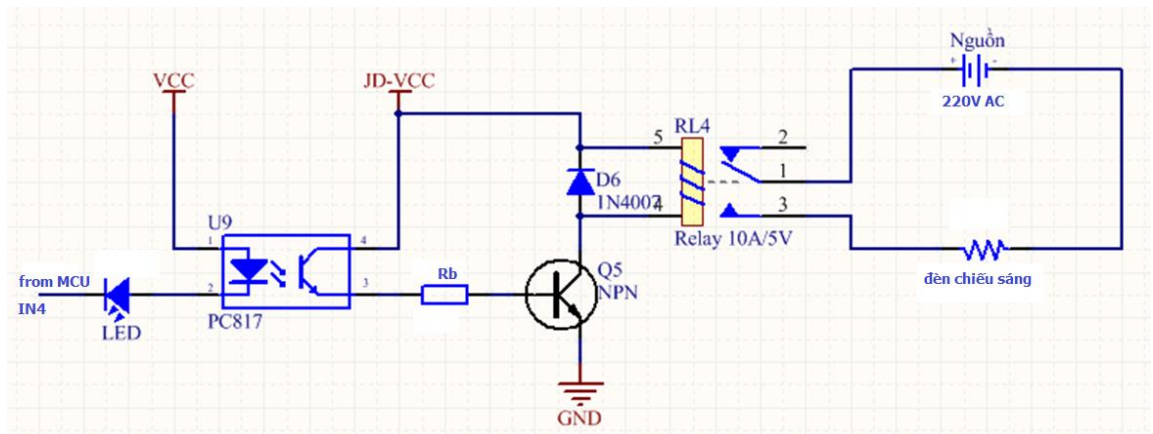 Nguồn
+ -
220V AC
VCC
JD-VCC
RL4
5
2
1
D6
1N4007
4
3
Relay 10A/5V
U9
1
4
from MCU
IN4
2
3
Rb
Q5
NPN
đèn chiếu sáng
LED
PC817
GND